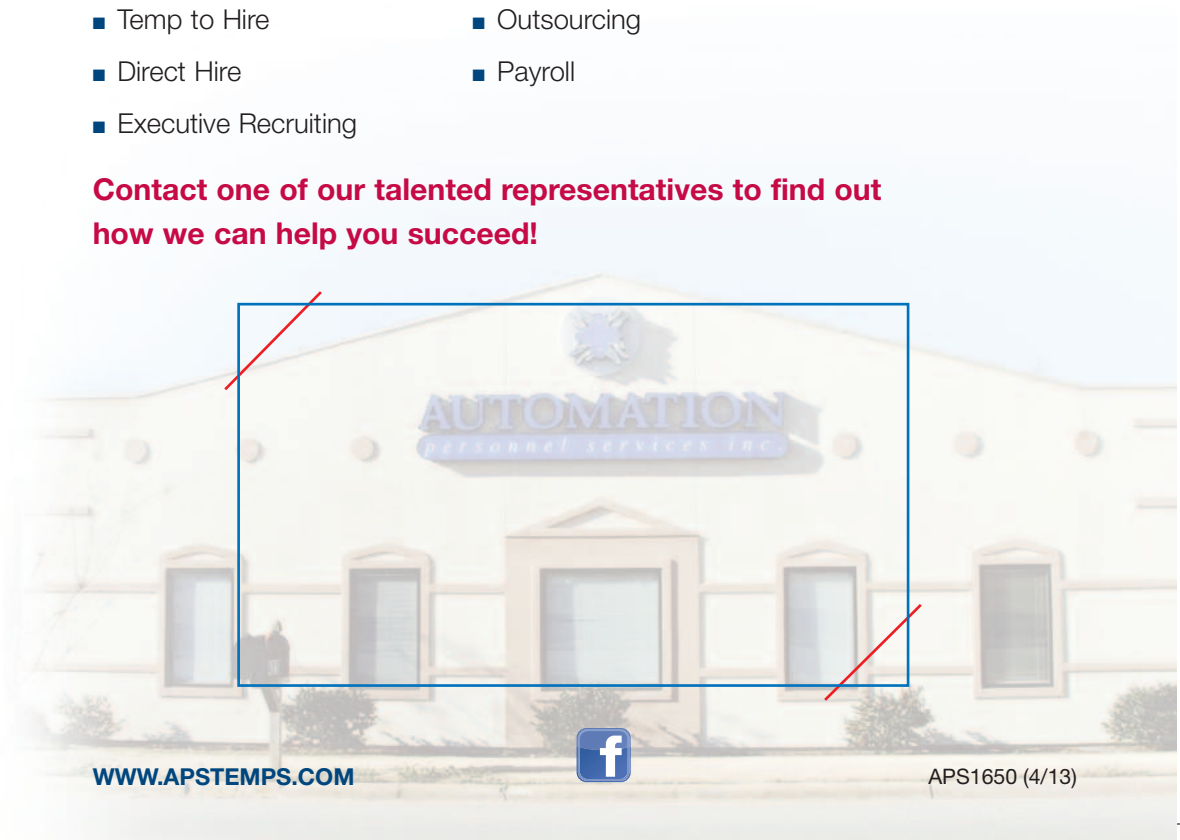 Temp to Hire
Outsourcing
Direct Hire
Payroll
Executive Recruiting
Contact one of our talented representatives to find out
how we can help you succeed!
AUTOMATION
personnel services inc.
f
WWW.APSTEMPS.COM
APS1650 (4/13)